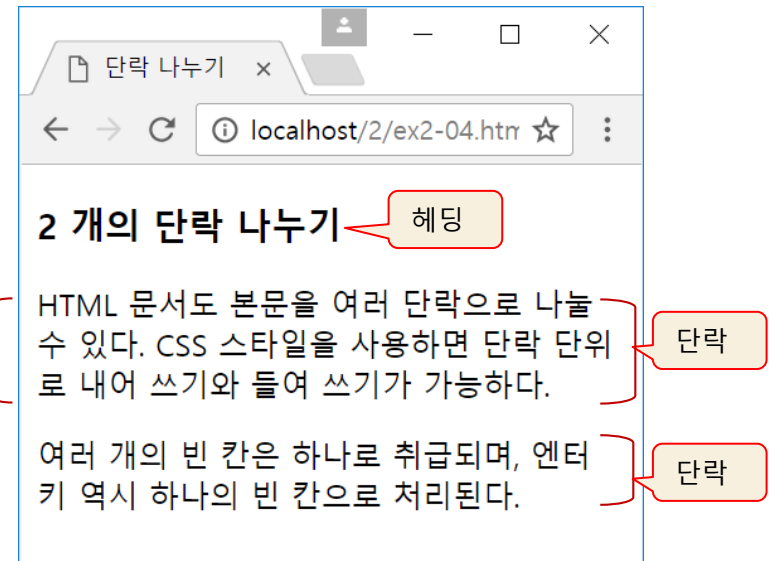 단락 나누기
localhost/2/ex2-04.htm
2 개의 단락 나누기
헤딩
HTML 문서도 본문을 여러 단락으로 나눌
수 있다. CSS 스타일을 사용하면 단락 단위
로 내어 쓰기와 들여 쓰기가 가능하다.
단락
여러 개의 빈 칸은 하나로 취급되며, 엔터
키 역시 하나의 빈 칸으로 처리된다.
단락